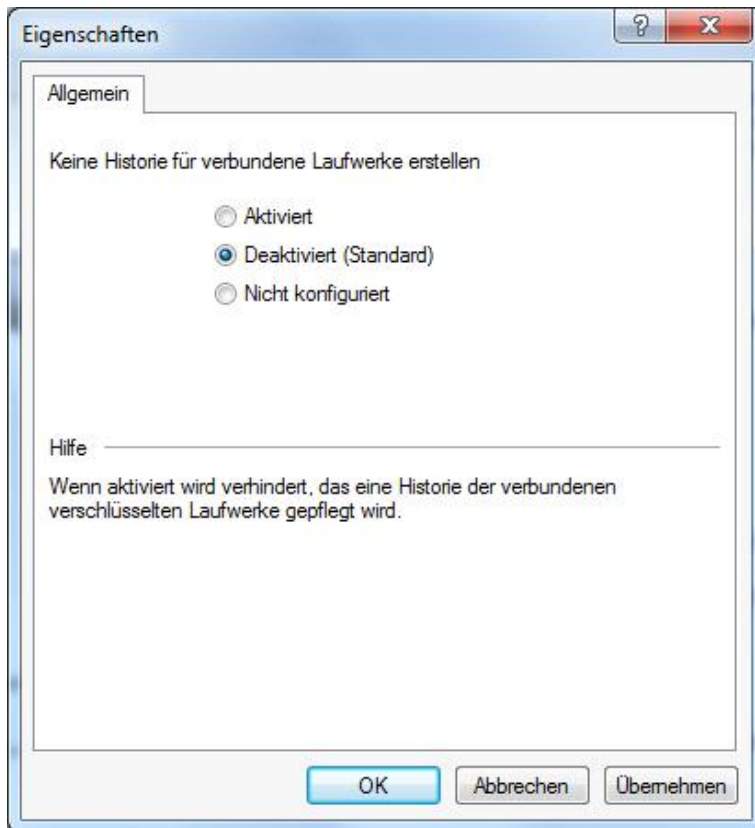 Eigenschaften
Allgemein
Keine Historie für verbundene Laufwerke erstellen
Aktiviert
Deaktiviert (Standard)
Nicht konfiguriert
Hilfe
Wenn aktiviert wird verhindert, das eine Historie der verbundenen
verschlüsselten Laufwerke gepflegt wird.
OK
Abbrechen
Übernehmen